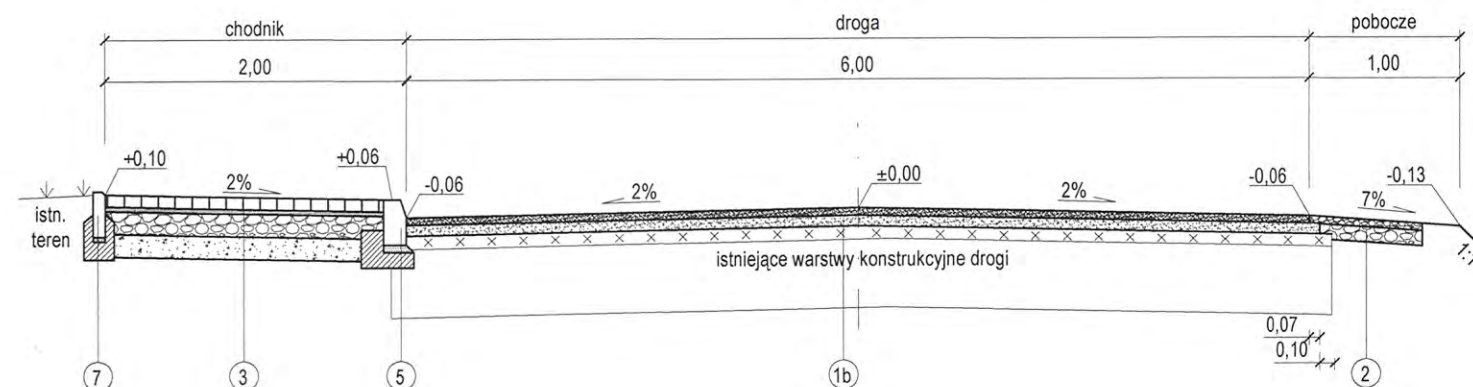 chodnik
droga
pobocze
2,00
6,00
1,00
+0,10
+0,06
-0,06
±0,00
-0,06
-0,13
2%
2%
2%
7%
istn.
teren
istniejące warstwy konstrukcyjne drogi
0,07
0,10
7
3
5
1b
2